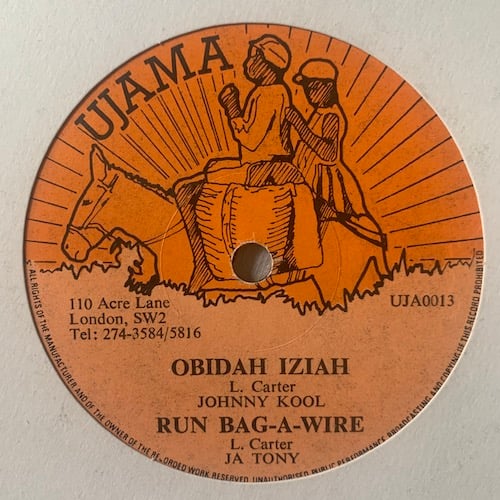 UJAMA
110 Acre Lane
London, SW2
Tel: 274-3584/5816
UJA0013
OBIDAH IZIAH
L. Carter
JOHNNY KOOL
RUN BAG-A-WIRE
L. Carter
JA TONY
ALL RIGHTS OF THE MANUFACTURER AND OF THE OWNER OF THE RECORDED WORK RESERVED. UNAUTHORISED PUBLIC PERFORMANCE BROADCASTING AND COPYING OF THIS RECORD PROHIBITED